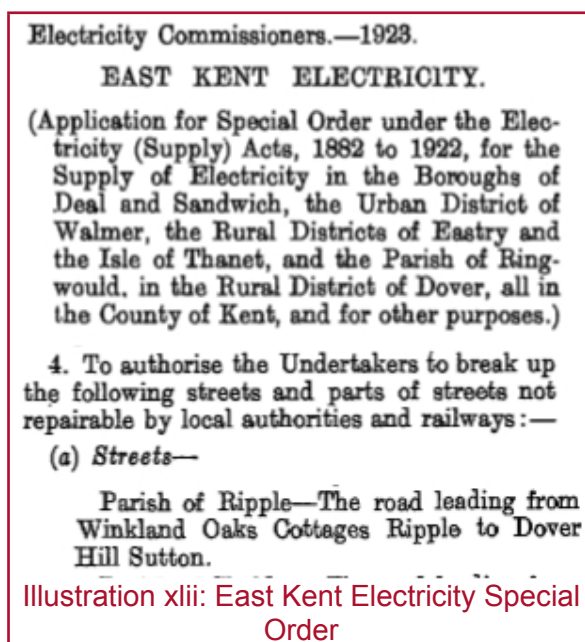 Electricity Commissioners.—1923.
EAST KENT ELECTRICITY.
(Application for Special Order under the Elec-
tricity (Supply) Acts, 1882 to 1922, for the
Supply of Electricity in the Boroughs of
Deal and Sandwich, the Urban District of
Walmer, the Rural Districts of Eastry and
the Isle of Thanet, and the Parish of Ring-
would, in the Rural District of Dover, all in
the County of Kent, and for other purposes.)
4. To authorise the Undertakers to break up
the following streets and parts of streets not
repairable by local authorities and railways:—
(a) Streets—
Parish of Ripple—The road leading from
Winkland Oaks Cottages Ripple to Dover
Hill Sutton.
Illustration xlii: East Kent Electricity Special
Order